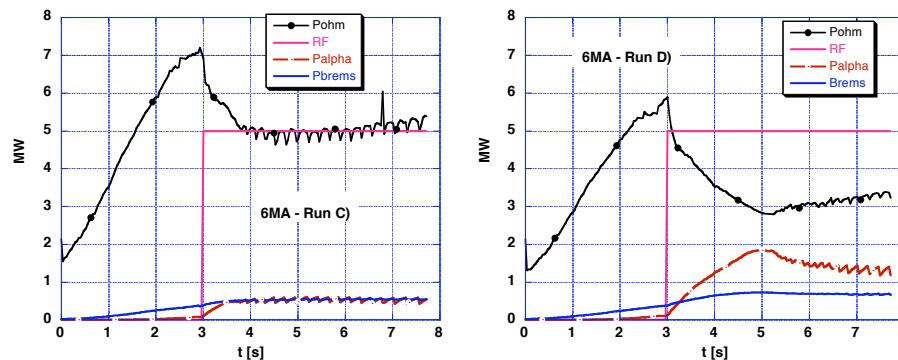 8
7
6
5
4
3
2
1
0
MW
0 1 2 3 4 5 6 7 8
t [s]
Pohm
RF
Palpha
Pbrems
6MA - Run C)
8
7
6
5
4
3
2
1
0
MW
0 1 2 3 4 5 6 7
t [s]
Pohm
RF
Palpha
Brems
6MA - Run D)